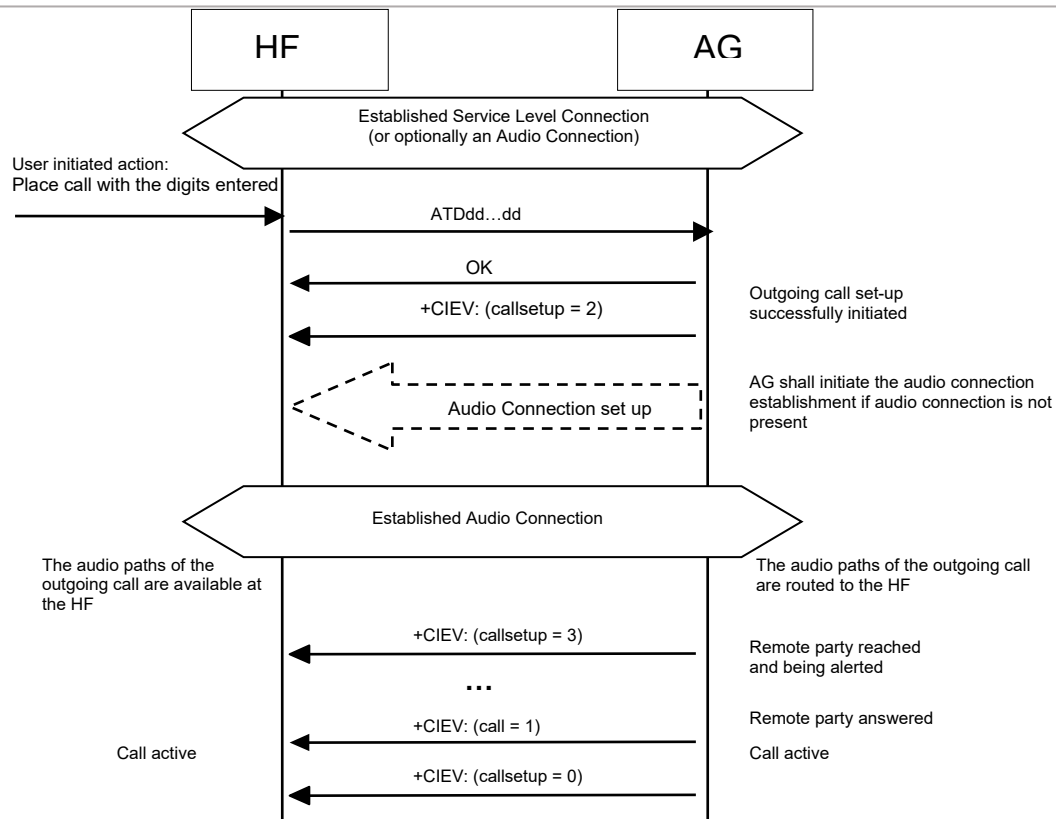 HF
AG
Established Service Level Connection
(or optionally an Audio Connection)
User initiated action:
Place call with the digits entered
ATDdd…dd
OK
+CIEV: (callsetup = 2)
Outgoing call set-up
successfully initiated
Audio Connection set up
AG shall initiate the audio connection
establishment if audio connection is not
present
Established Audio Connection
The audio paths of the
outgoing call are available at
the HF
The audio paths of the outgoing call
are routed to the HF
+CIEV: (callsetup = 3)
Remote party reached
and being alerted
…
+CIEV: (call = 1)
Remote party answered
Call active
Call active
+CIEV: (callsetup = 0)